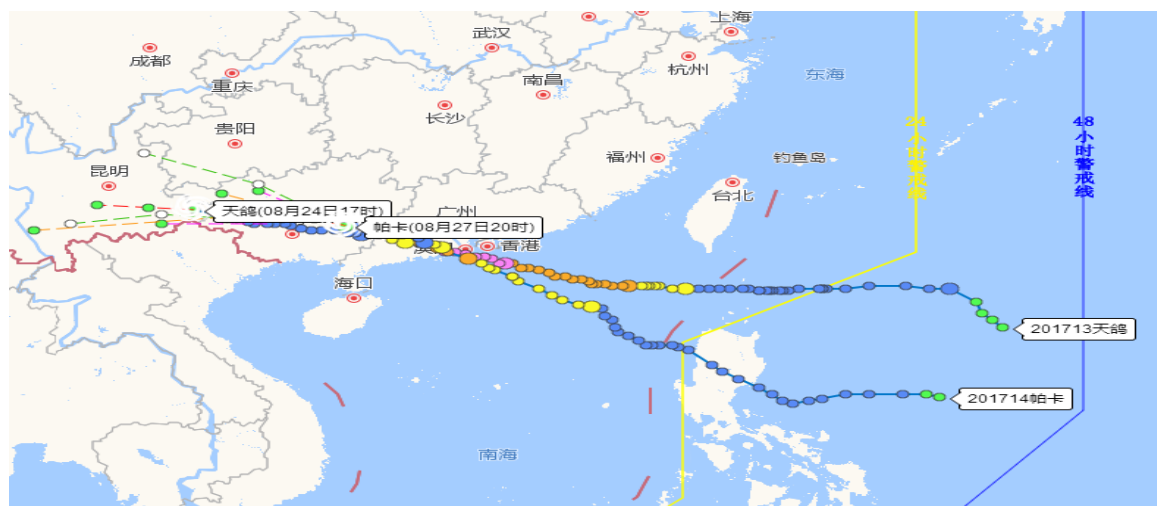 上海
武汉
成都
杭州
东海
重庆
南昌
长沙
贵阳
24小时警戒线
48小时警戒线
福州
钓鱼岛
昆明
台北
天鸽(08月24日17时)
广州
帕卡(08月27日20时)
香港
海口
201713天鸽
201714帕卡
南海